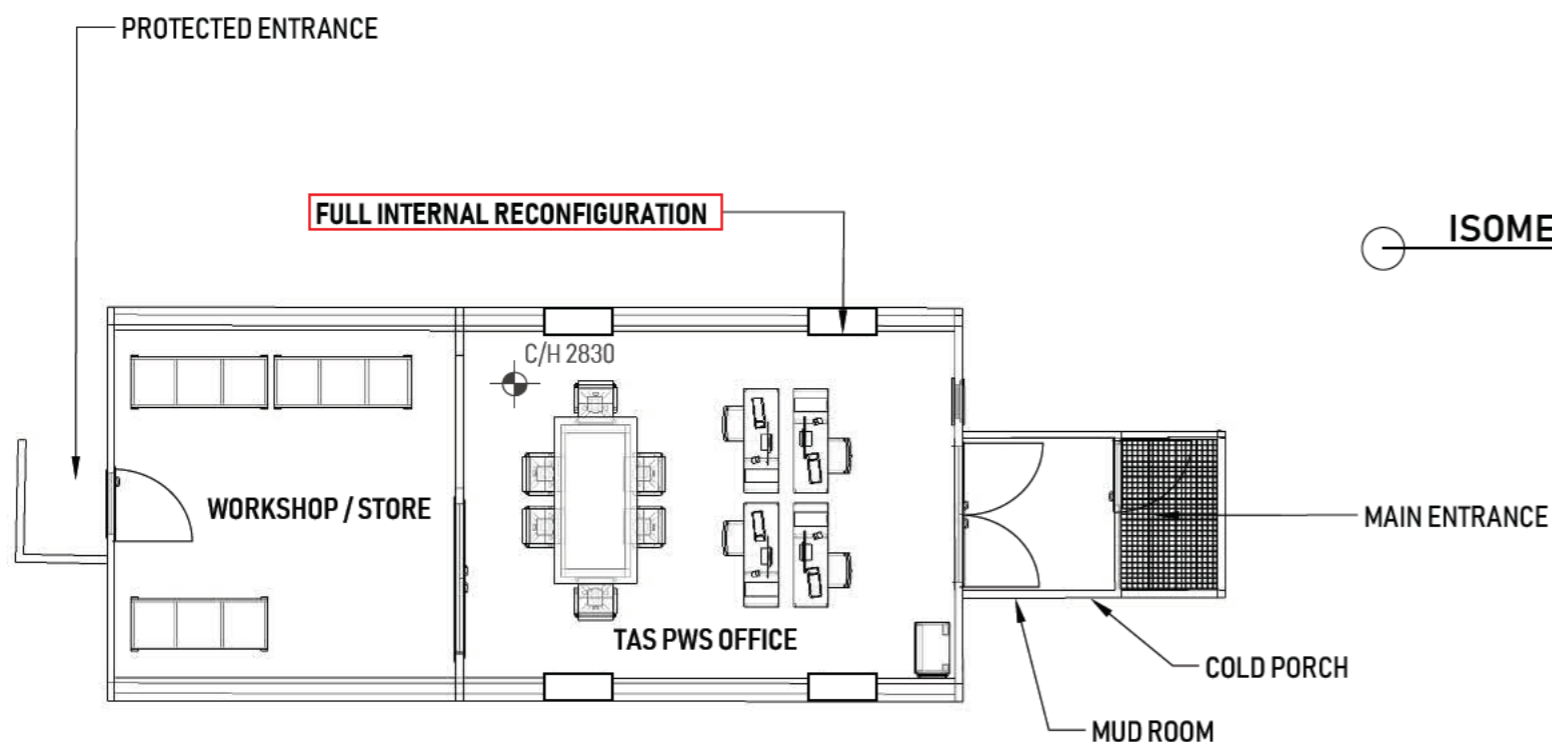 PROTECTED ENTRANCE
FULL INTERNAL RECONFIGURATION
ISOME
C/H 2830
WORKSHOP / STORE
MAIN ENTRANCE
TAS PWS OFFICE
COLD PORCH
MUD ROOM